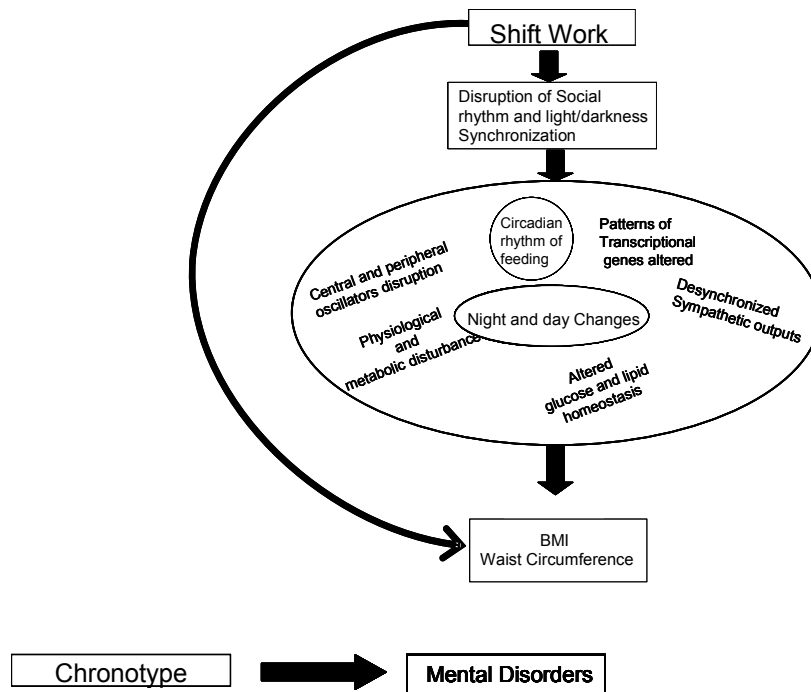 Shift Work
Disruption of Social
rhythm and light/darkness
Synchronization
Circadian
rhythm of
feeding
Patterns of
Transcriptional
genes altered
Central and peripheral
oscillators disruption
Desynchronized
Sympathetic outputs
Night and day Changes
Physiological
and
metabolic disturbance
Altered
glucose and lipid
homeostasis
BMI
Waist Circumference
Chronotype
Mental Disorders